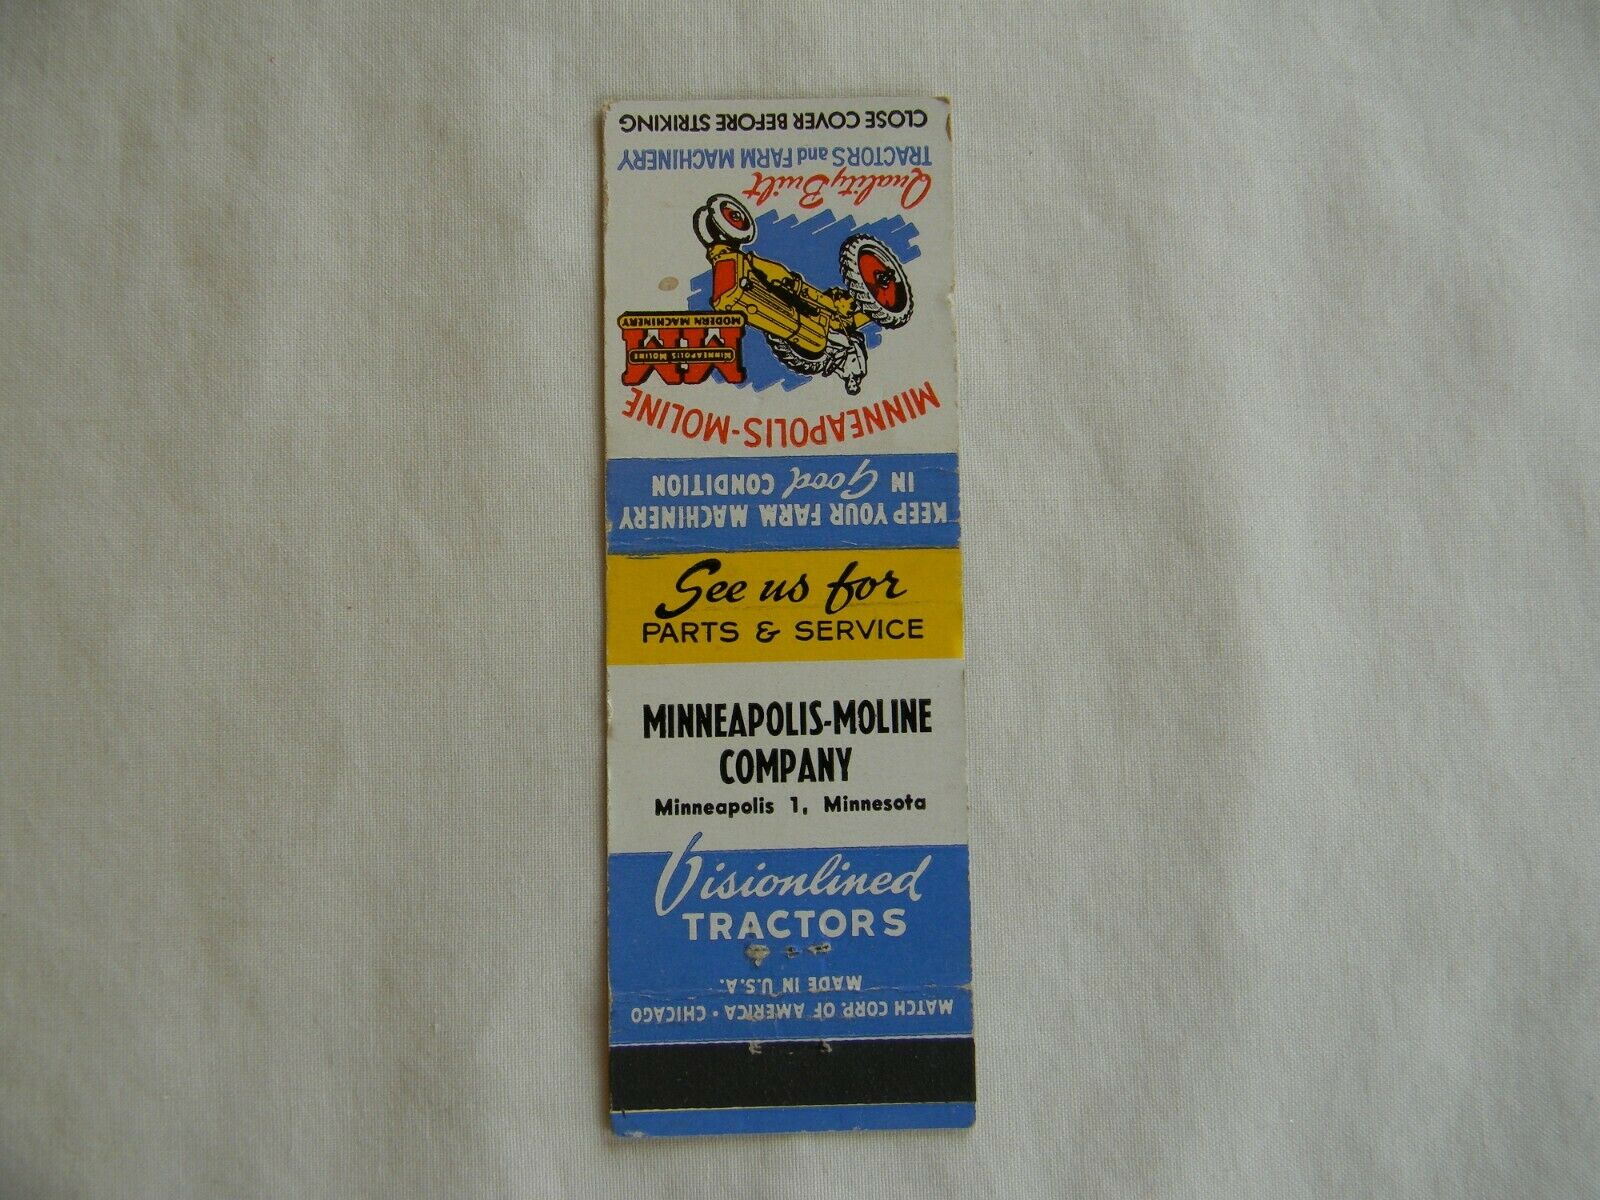 CLOSE COVER BEFORE STRIKING
TRACTORS and FARM MACHINERY
Quality Built
MODERN MACHINERY
MINNEAPOLIS MOLINE
MM
MINNEAPOLIS-MOLINE
KEEP YOUR FARM MACHINERY
IN Good CONDITION
See us for
PARTS & SERVICE
MINNEAPOLIS-MOLINE
COMPANY
Minneapolis 1, Minnesota
Visionlined
TRACTORS
MATCH CORP. OF AMERICA • CHICAGO
MADE IN U.S.A.